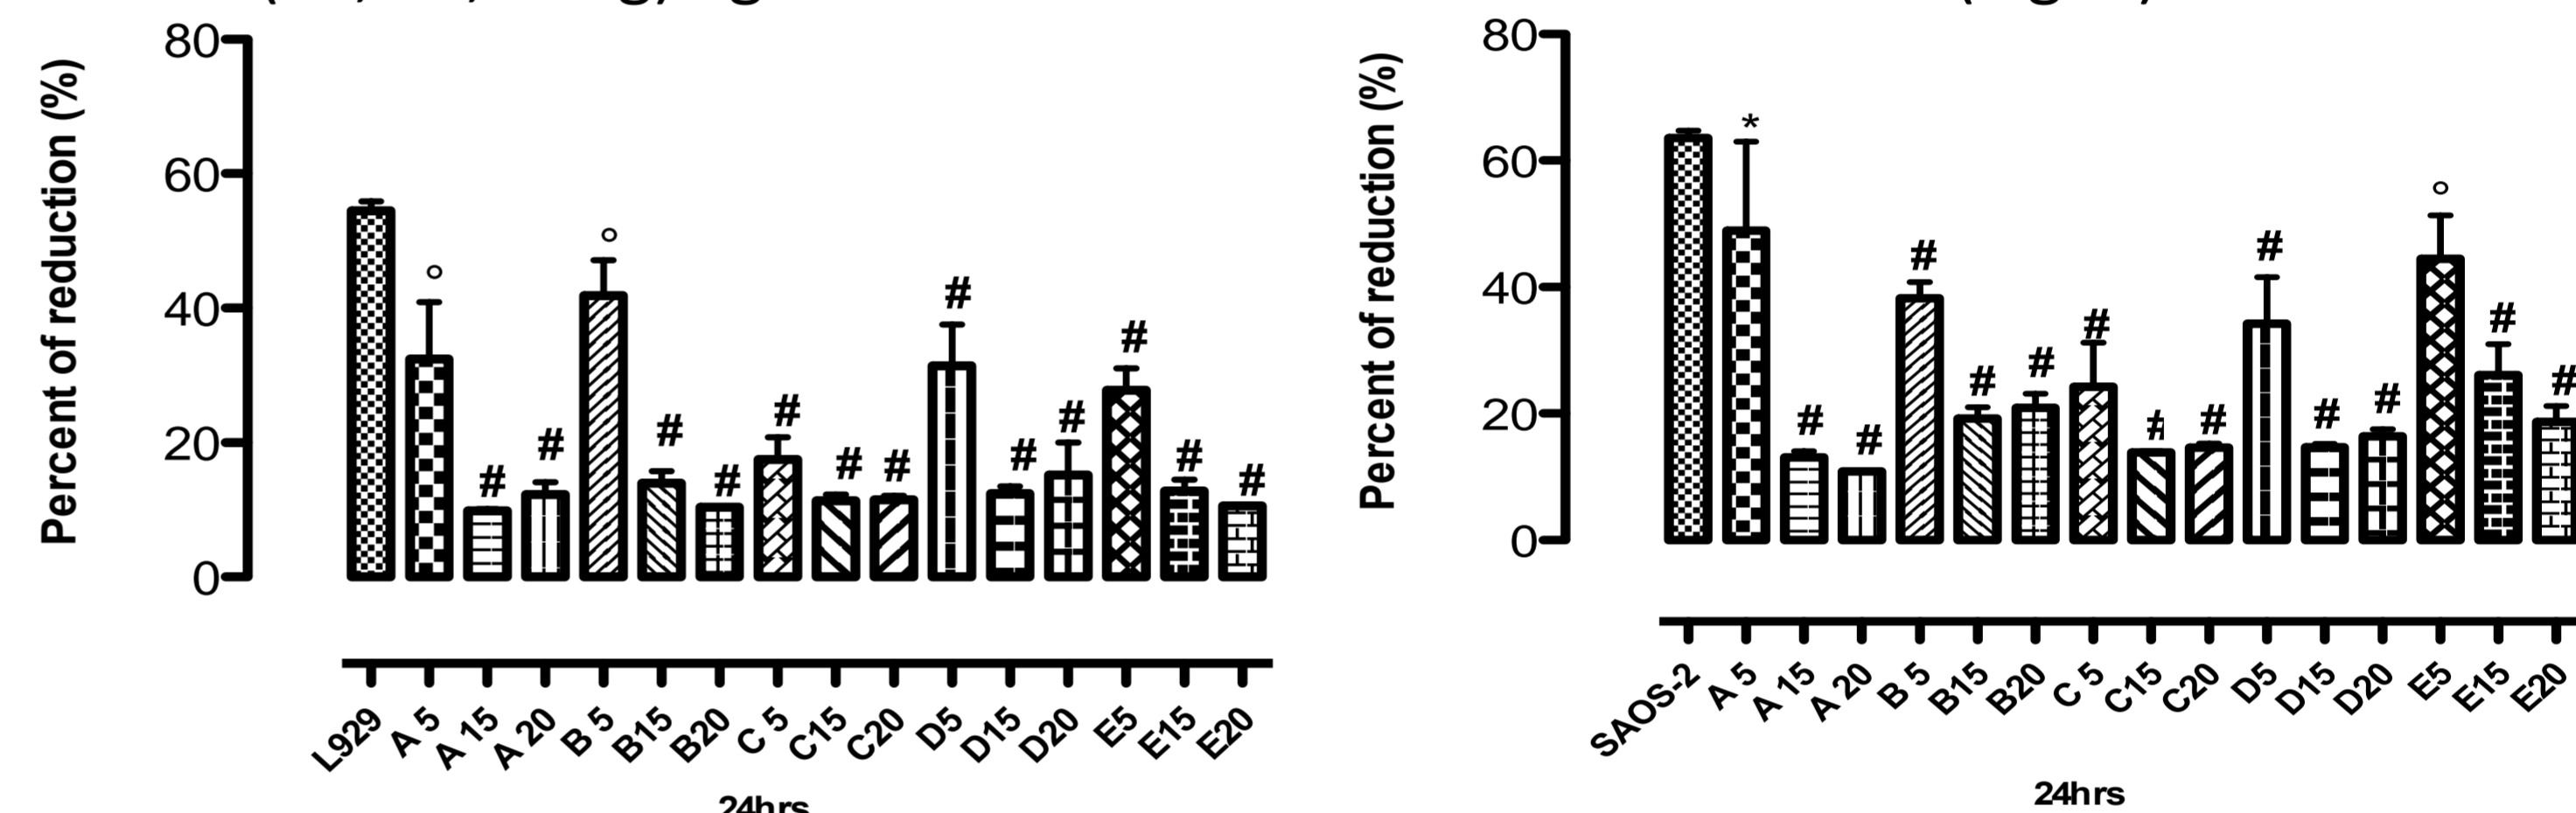 Percent of reduction (%)
80
60
40
20
0
° # # ° # # # # # # # # # # #
L929 A 5 A 15 A 20 B 5 B15 B20 C 5 C15 C20 D5 D15 D20 E5 E15 E20
24hrs
Percent of reduction (%)
80
60
40
20
0
* # # # # # # # # # # # ° # #
SAOS-2 A 5 A 15 A 20 B 5 B15 B20 C 5 C15 C20 D5 D15 D20 E5 E15 E20
24hrs